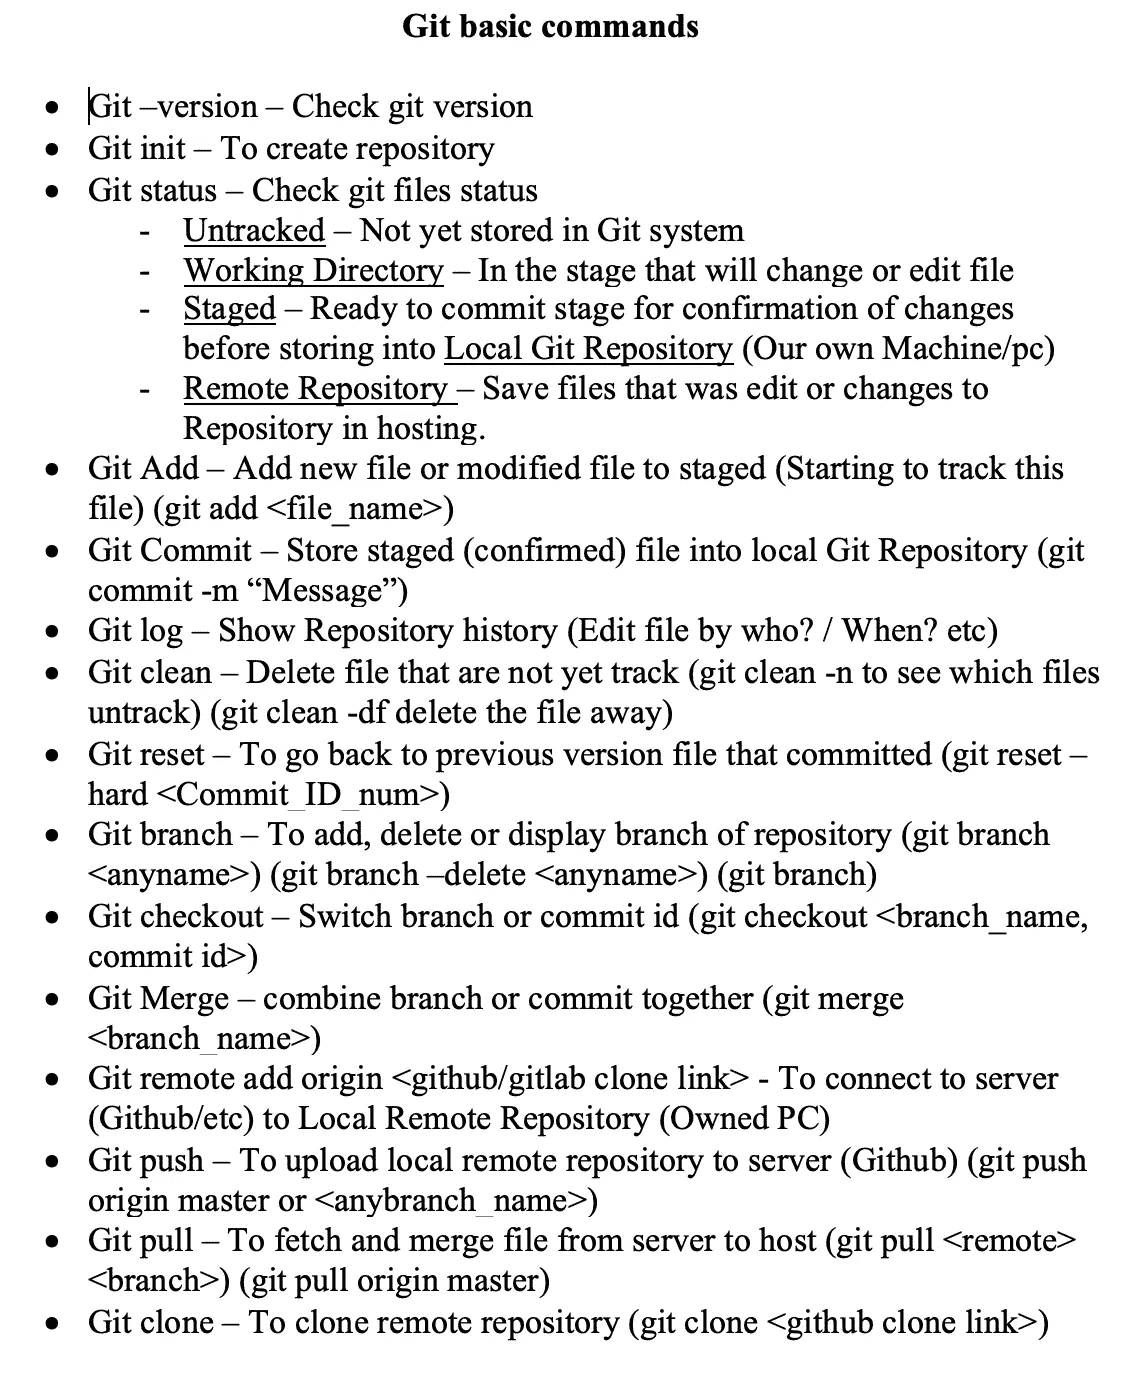 Git basic commands
• Git –version – Check git version
• Git init – To create repository
• Git status – Check git files status
- Untracked – Not yet stored in Git system
- Working Directory – In the stage that will change or edit file
- Staged – Ready to commit stage for confirmation of changes
before storing into Local Git Repository (Our own Machine/pc)
- Remote Repository – Save files that was edit or changes to
Repository in hosting.
• Git Add – Add new file or modified file to staged (Starting to track this
file) (git add <file_name>)
• Git Commit – Store staged (confirmed) file into local Git Repository (git
commit -m “Message”)
• Git log – Show Repository history (Edit file by who? / When? etc)
• Git clean – Delete file that are not yet track (git clean -n to see which files
untrack) (git clean -df delete the file away)
• Git reset – To go back to previous version file that committed (git reset –
hard <Commit_ID_num>)
• Git branch – To add, delete or display branch of repository (git branch
<anyname>) (git branch –delete <anyname>) (git branch)
• Git checkout – Switch branch or commit id (git checkout <branch_name,
commit id>)
• Git Merge – combine branch or commit together (git merge
<branch_name>)
• Git remote add origin <github/gitlab clone link> - To connect to server
(Github/etc) to Local Remote Repository (Owned PC)
• Git push – To upload local remote repository to server (Github) (git push
origin master or <anybranch_name>)
• Git pull – To fetch and merge file from server to host (git pull <remote>
<branch>) (git pull origin master)
• Git clone – To clone remote repository (git clone <github clone link>)